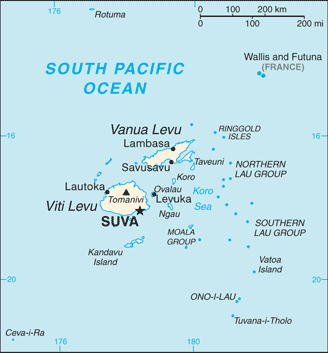 176
Rotuma
180
0 100 200 km
0 100 200 mi
Wallis and Futuna
(FRANCE)
SOUTH PACIFIC
OCEAN
16
16
Vanua Levu
RINGGOLD
ISLES
Lambasa
Savusavu
Taveuni
NORTHERN
LAU GROUP
Koro
Lautoka
Tomanivi
Ovalau
Levuka
Koro
Sea
Viti Levu
SUVA
Ngau
SOUTHERN
LAU GROUP
MOALA
GROUP
Kandavu
Island
Vatoa
Island
20
20
ONO-I-LAU
Tuvana-i-Tholo
Ceva-i-Ra
176
180